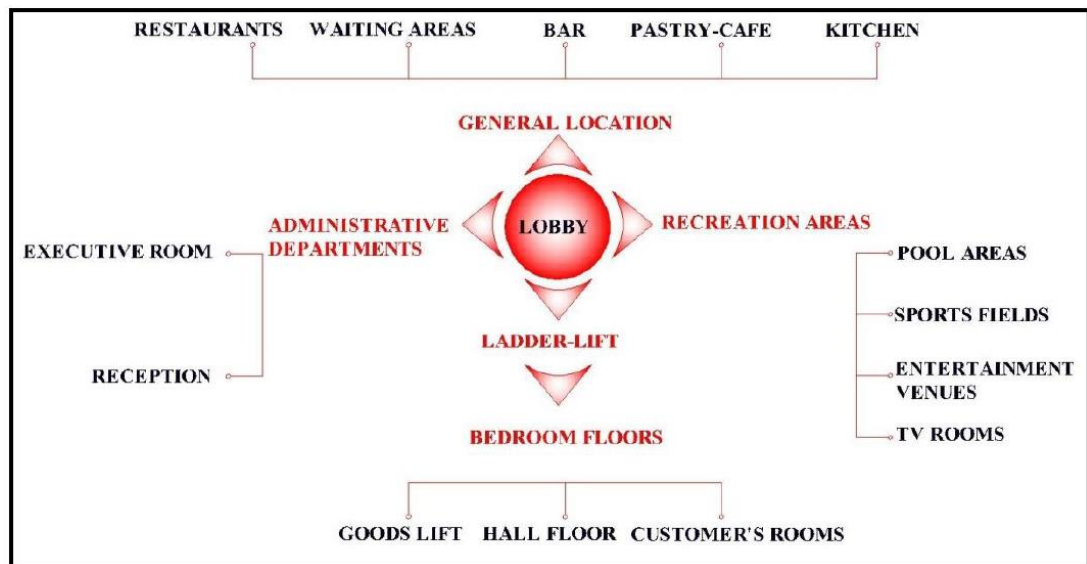 RESTAURANTS WAITING AREAS BAR PASTRY-CAFE KITCHEN
GENERAL LOCATION
LOBBY
ADMINISTRATIVE
DEPARTMENTS
EXECUTIVE ROOM
RECEPTION
RECREATION AREAS
POOL AREAS
SPORTS FIELDS
ENTERTAINMENT
VENUES
TV ROOMS
LADDER-LIFT
BEDROOM FLOORS
GOODS LIFT HALL FLOOR CUSTOMER'S ROOMS